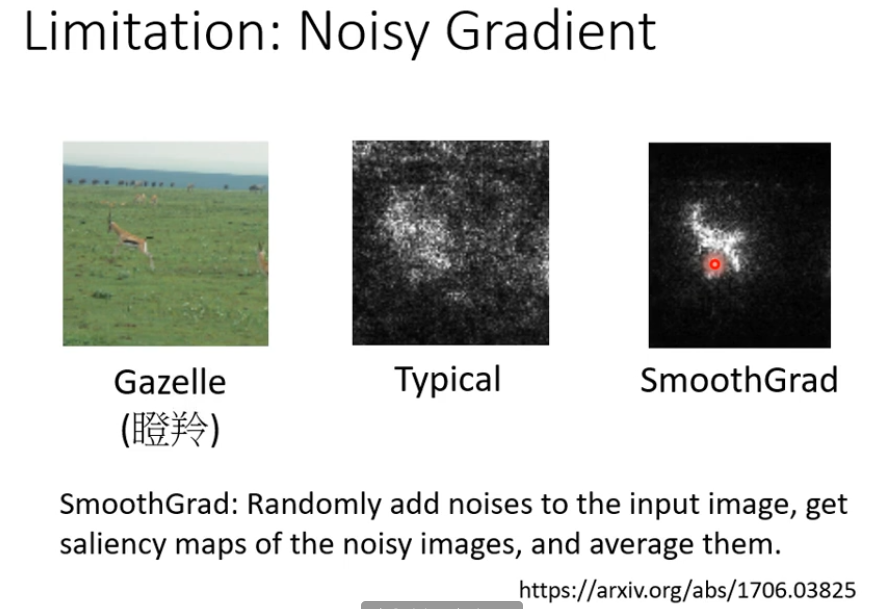 Limitation: Noisy Gradient
Gazelle
(瞪羚)
Typical
SmoothGrad
SmoothGrad: Randomly add noises to the input image, get
saliency maps of the noisy images, and average them.
https://arxiv.org/abs/1706.03825